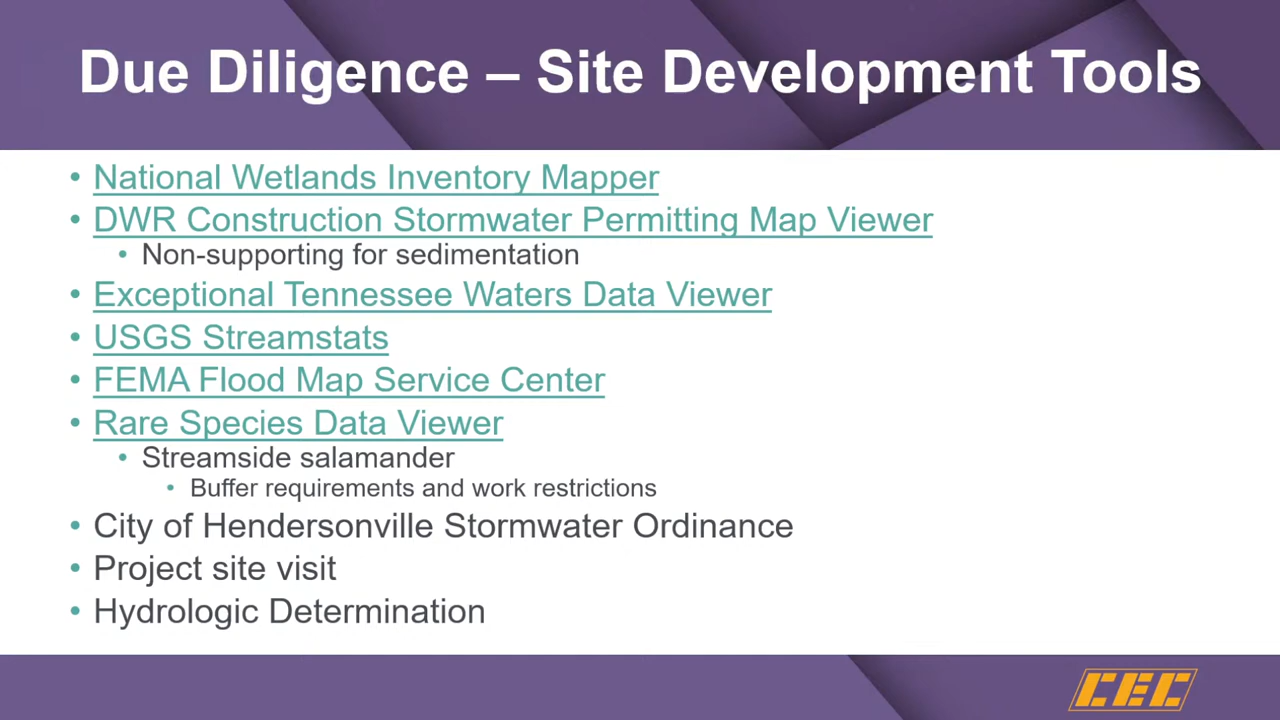 Due Diligence – Site Development Tools
• National Wetlands Inventory Mapper
• DWR Construction Stormwater Permitting Map Viewer
• Non-supporting for sedimentation
• Exceptional Tennessee Waters Data Viewer
• USGS Streamstats
• FEMA Flood Map Service Center
• Rare Species Data Viewer
• Streamside salamander
• Buffer requirements and work restrictions
• City of Hendersonville Stormwater Ordinance
• Project site visit
• Hydrologic Determination
CEC